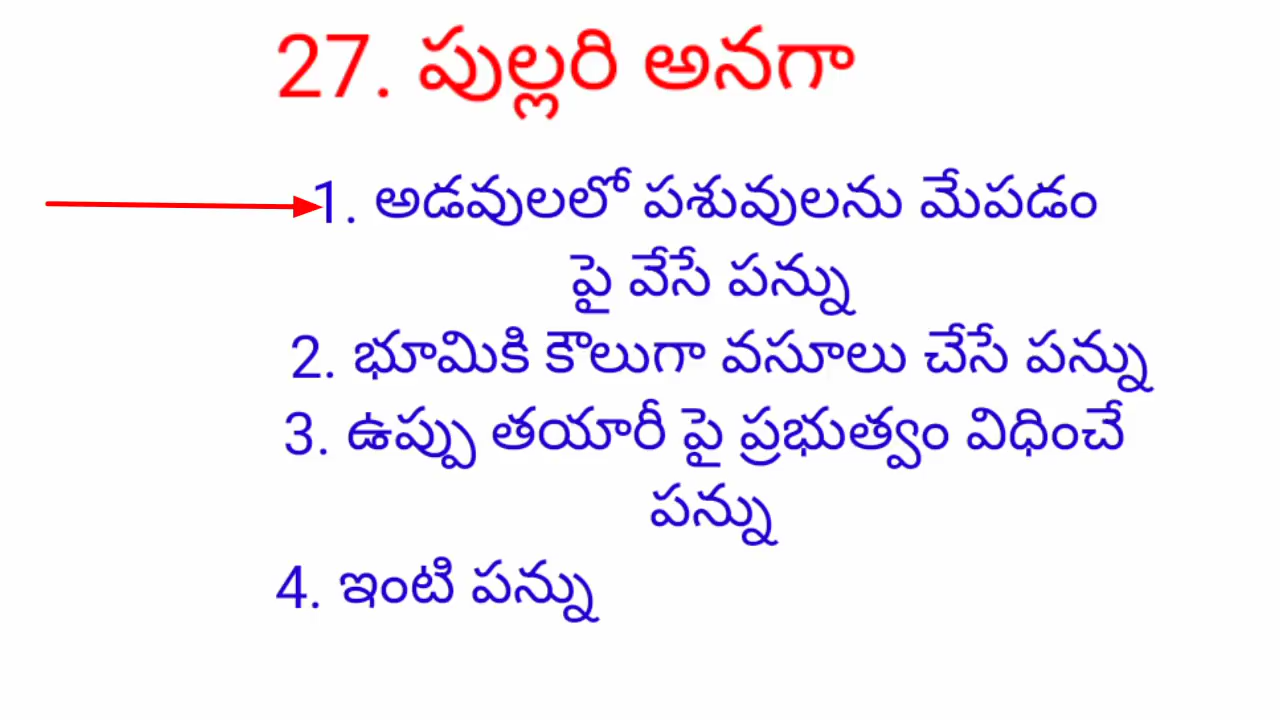 27. పుల్లరి అనగా
1. అడవులలో పశువులను మేపడం
పై వేసే పన్ను
2. భూమికి కౌలుగా వసూలు చేసే పన్ను
3. ఉప్పు తయారీ పై ప్రభుత్వం విధించే
పన్ను
4. ఇంటి పన్ను